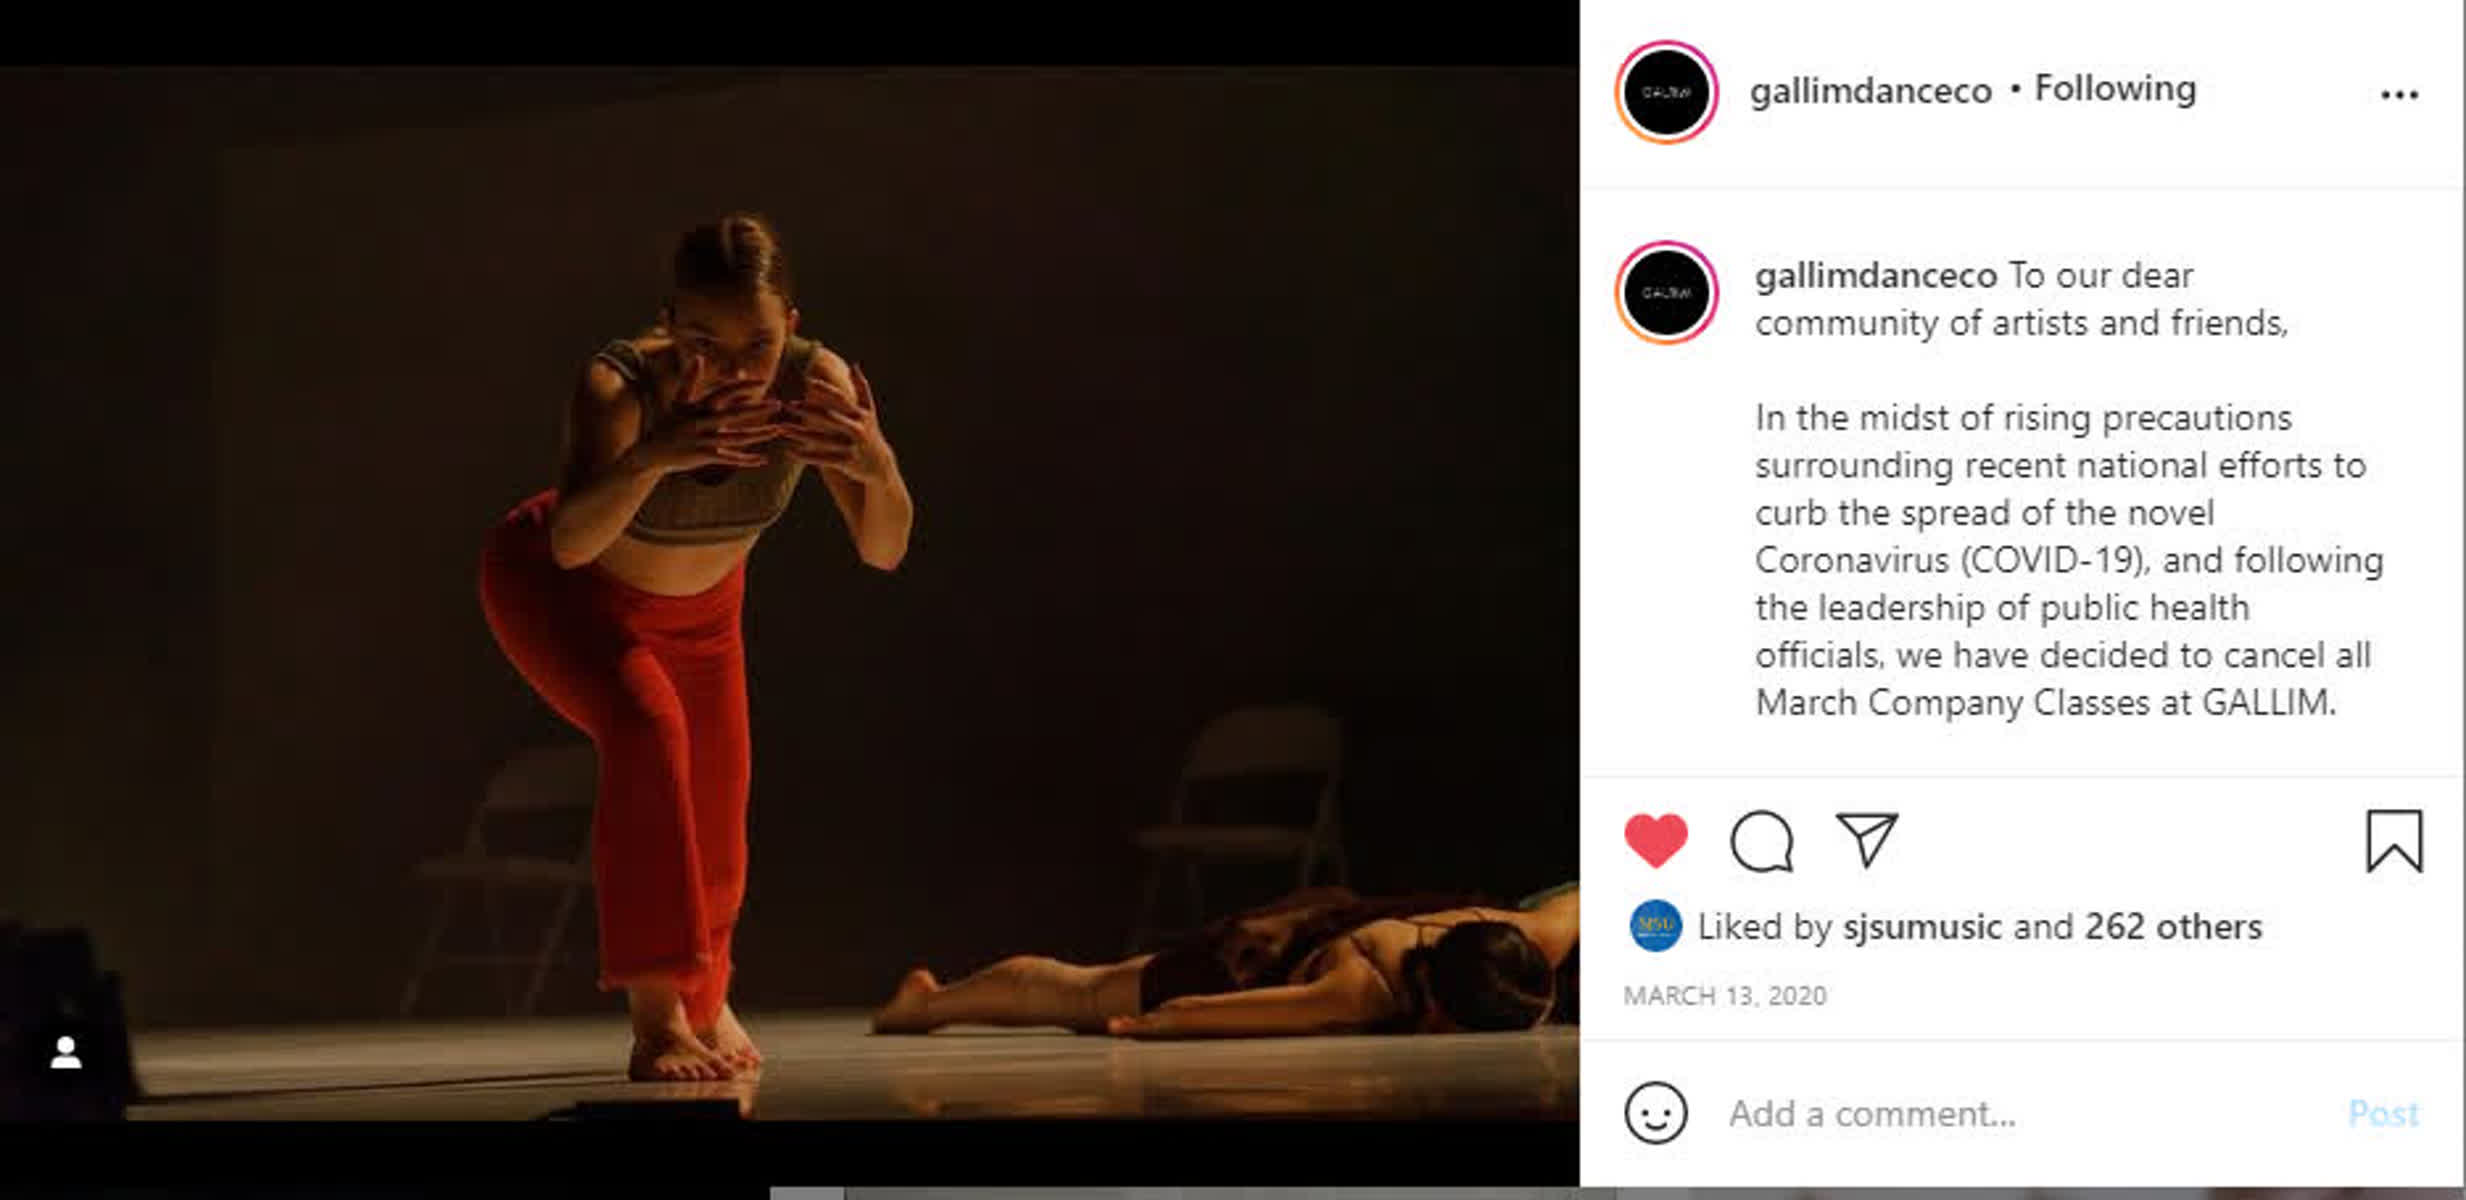 gallimdanceco • Following
gallimdanceco To our dear
community of artists and friends,
In the midst of rising precautions
surrounding recent national efforts to
curb the spread of the novel
Coronavirus (COVID-19), and following
the leadership of public health
officials, we have decided to cancel all
March Company Classes at GALLIM.
SJSU
Liked by sjsumusic and 262 others
MARCH 13, 2020
Add a comment...
Post